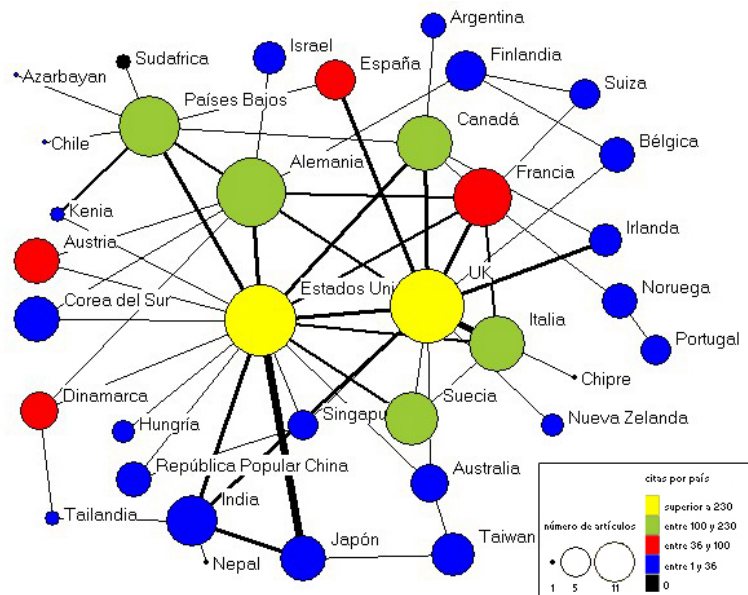 Argentina
Israel
España
Finlandia
Sudafrica
Azarbayan
Suiza
Países Bajos
Canadá
Chile
Bélgica
Alemania
Francia
Kenia
Irlanda
Austria
UK
Estados Uni
Corea del Sur
Noruega
Italia
Portugal
Chipre
Dinamarca
Suecia
Singapu
Nueva Zelanda
Hungría
República Popular China
Australia
India
Tailandia
Japón
Taiwan
Nepal
citas por país
superior a 230
número de artículos
entre 100 y 230
entre 36 y 100
entre 1 y 36
0
1 5 11